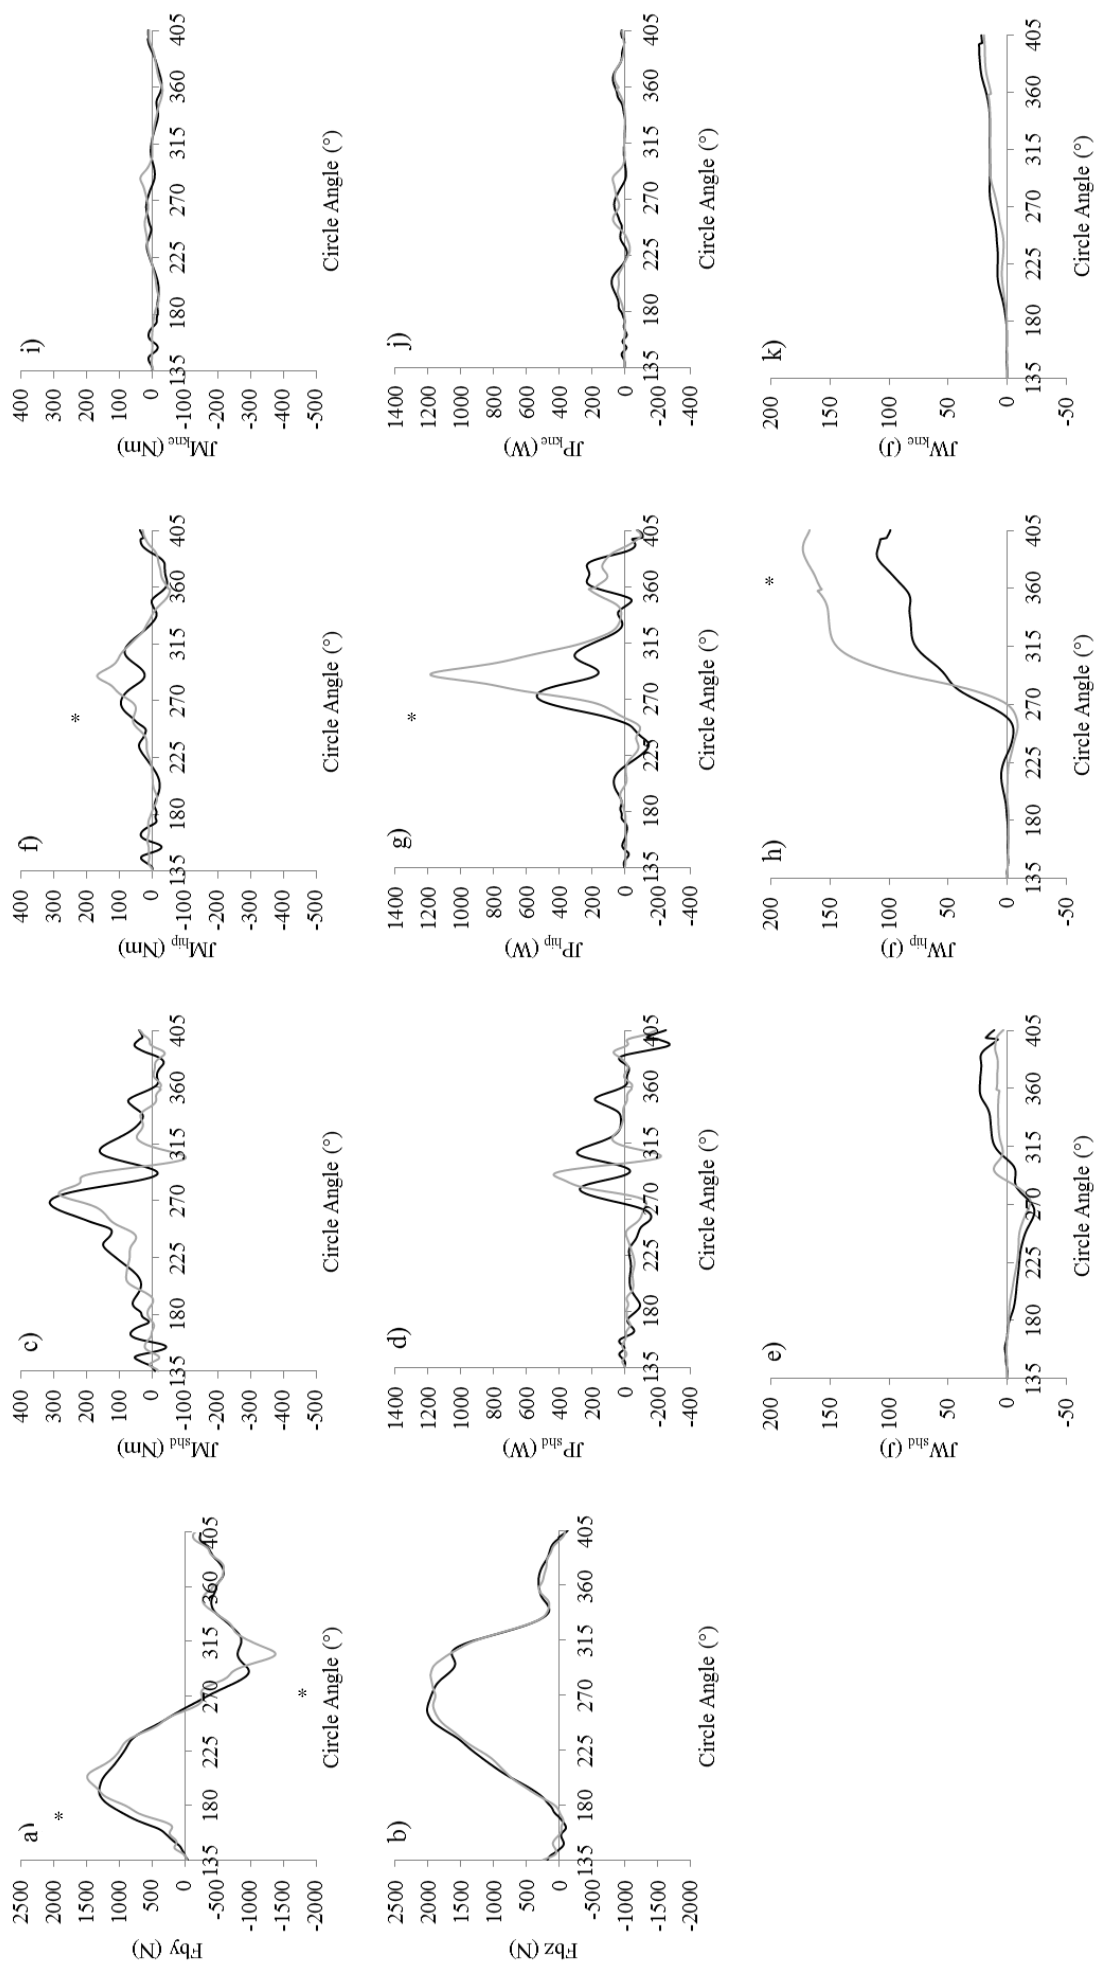 a)
*
2500
2000
1500
1000
500
0
-500
-1000
-1500
-2000
Fby (N)
135 180 225 270 315 360 405
*
Circle Angle (°)
b)
2500
2000
1500
1000
500
0
-500
-1000
-1500
-2000
Fbz (N)
135 180 225 270 315 360 405
Circle Angle (°)
c)
400
300
200
100
0
-100
-200
-300
-400
-500
JMshd (Nm)
135 180 225 270 315 360 405
Circle Angle (°)
d)
1400
1200
1000
800
600
400
200
0
-200
-400
JPshd (W)
135 180 225 270 315 360 405
Circle Angle (°)
e)
200
150
100
50
0
-50
JWshd (J)
135 180 225 270 315 360 405
Circle Angle (°)
f)
*
400
300
200
100
0
-100
-200
-300
-400
-500
JMhip (Nm)
135 180 225 270 315 360 405
Circle Angle (°)
g)
*
1400
1200
1000
800
600
400
200
0
-200
-400
JPhip (W)
135 180 225 270 315 360 405
Circle Angle (°)
h)
*
200
150
100
50
0
-50
JWhip (J)
135 180 225 270 315 360 405
Circle Angle (°)
i)
400
300
200
100
0
-100
-200
-300
-400
-500
JMkne (Nm)
135 180 225 270 315 360 405
Circle Angle (°)
j)
1400
1200
1000
800
600
400
200
0
-200
-400
JPkne (W)
135 180 225 270 315 360 405
Circle Angle (°)
k)
200
150
100
50
0
-50
JWkne (J)
135 180 225 270 315 360 405
Circle Angle (°)